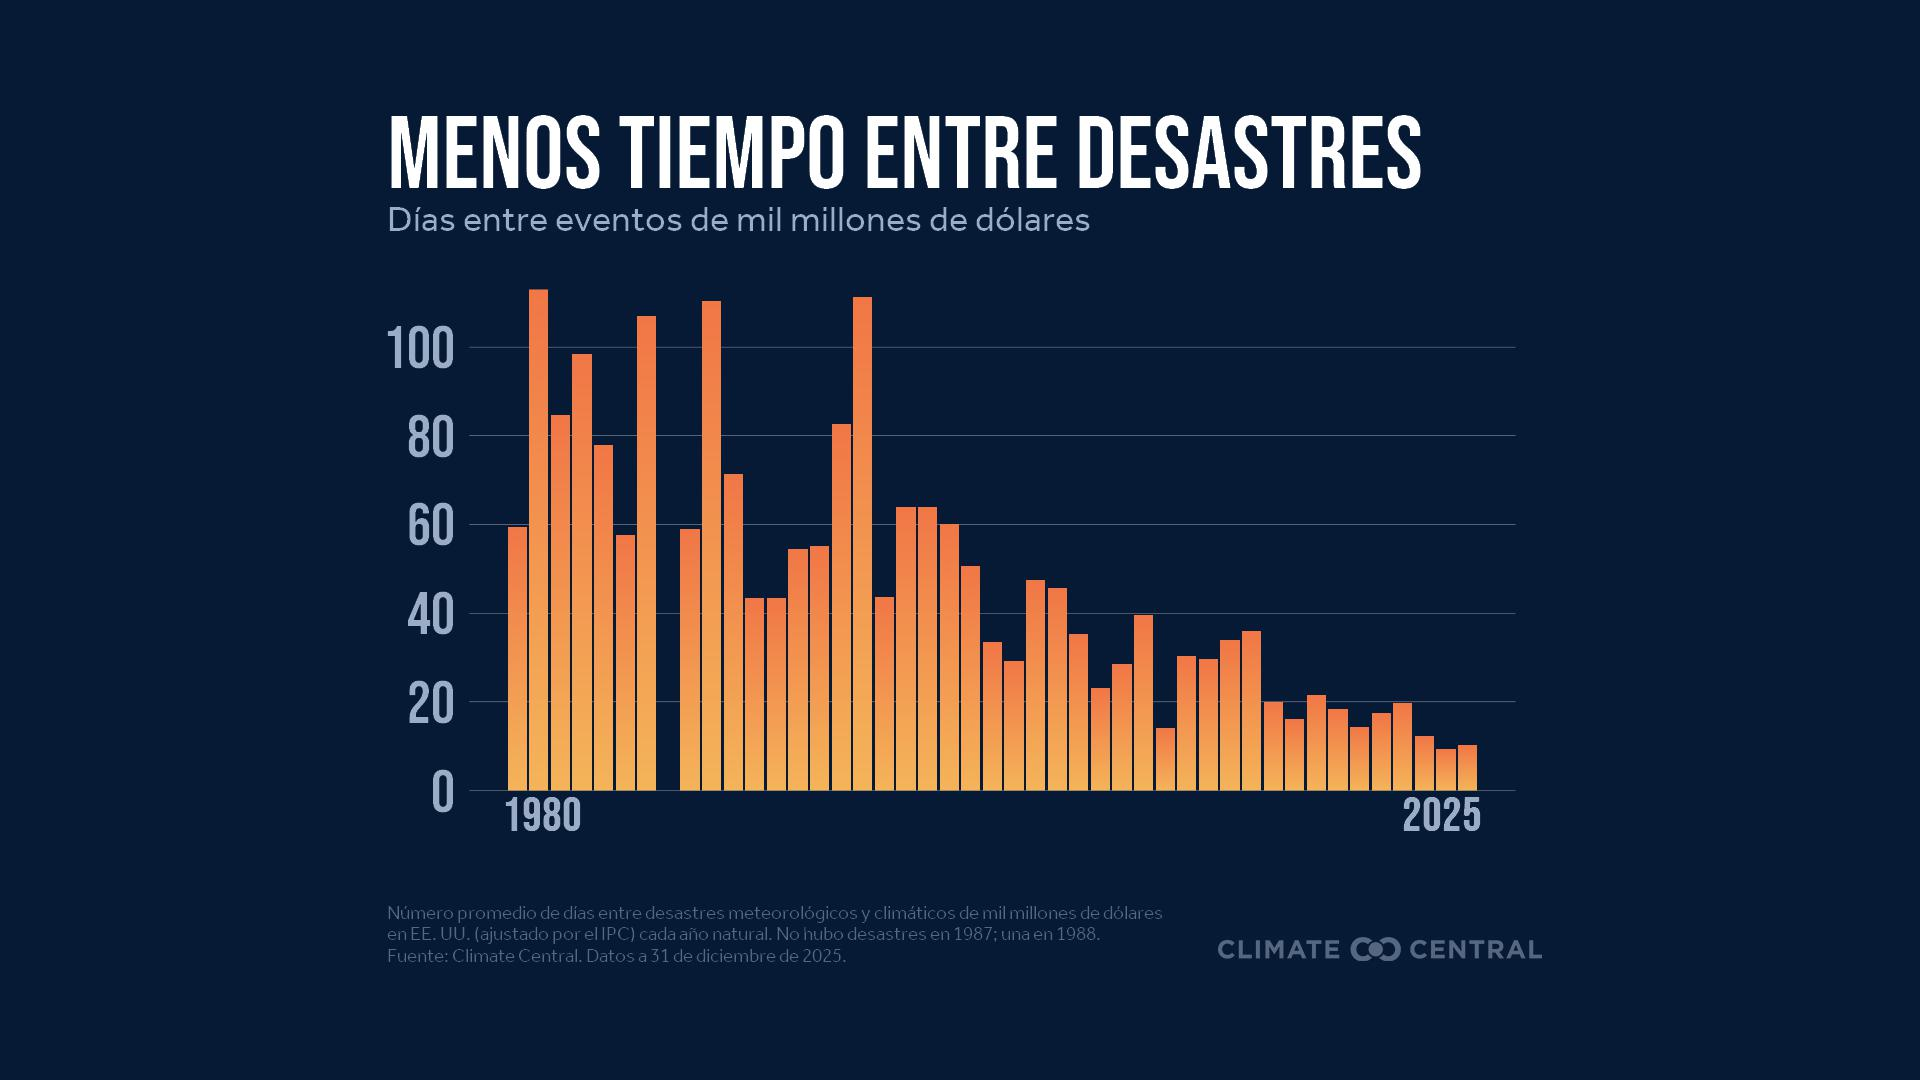 MENOS TIEMPO ENTRE DESASTRES
Días entre eventos de mil millones de dólares
100
80
60
40
20
0
1980
2025
Número promedio de días entre desastres meteorológicos y climáticos de mil millones de dólares
en EE. UU. (ajustado por el IPC) cada año natural. No hubo desastres en 1987; una en 1988.
Fuente: Climate Central. Datos a 31 de diciembre de 2025.
CLIMATE CENTRAL